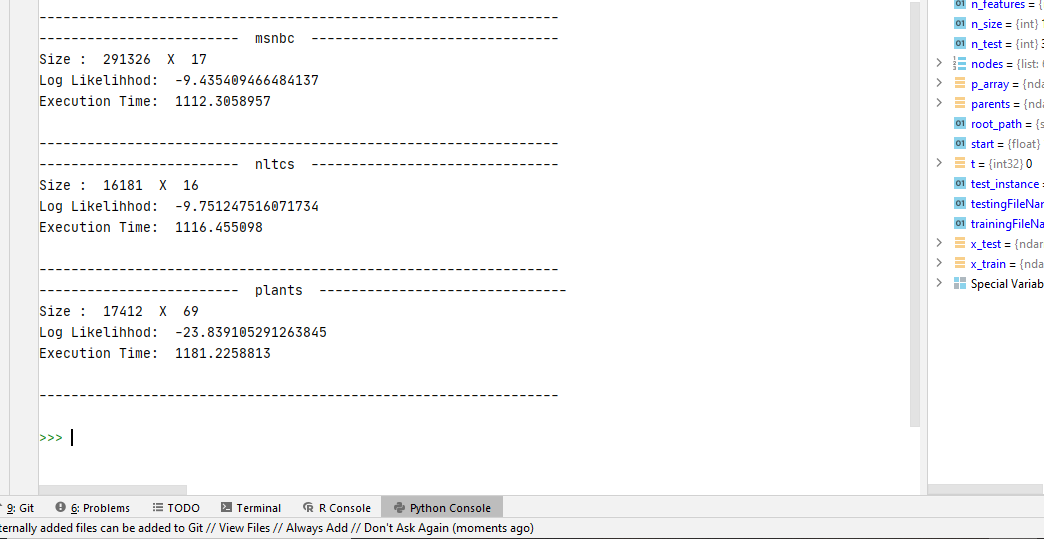 -----------------------------------------------------------------
-------------------------  msnbc  -------------------------------
Size :  291326  X  17
Log Likelihhod:  -9.435409466484137
Execution Time:  1112.3058957
-----------------------------------------------------------------
-------------------------  nltcs  -------------------------------
Size :  16181  X  16
Log Likelihhod:  -9.751247516071734
Execution Time:  1116.455098
-----------------------------------------------------------------
-------------------------  plants  -------------------------------
Size :  17412  X  69
Log Likelihhod:  -23.839105291263845
Execution Time:  1181.2258813
-----------------------------------------------------------------
>>>
n_features = {
n_size = {int}
n_test = {int}
nodes = {list:
p_array = {nda
parents = {nda
root_path = {s
start = {float}
t = {int32} 0
test_instance =
testingFileNar
trainingFileNa
x_test = {ndar
x_train = {nda
Special Variab
9: Git  6: Problems  TODO  Terminal  R Console  Python Console
ternally added files can be added to Git // View Files // Always Add // Don't Ask Again (moments ago)